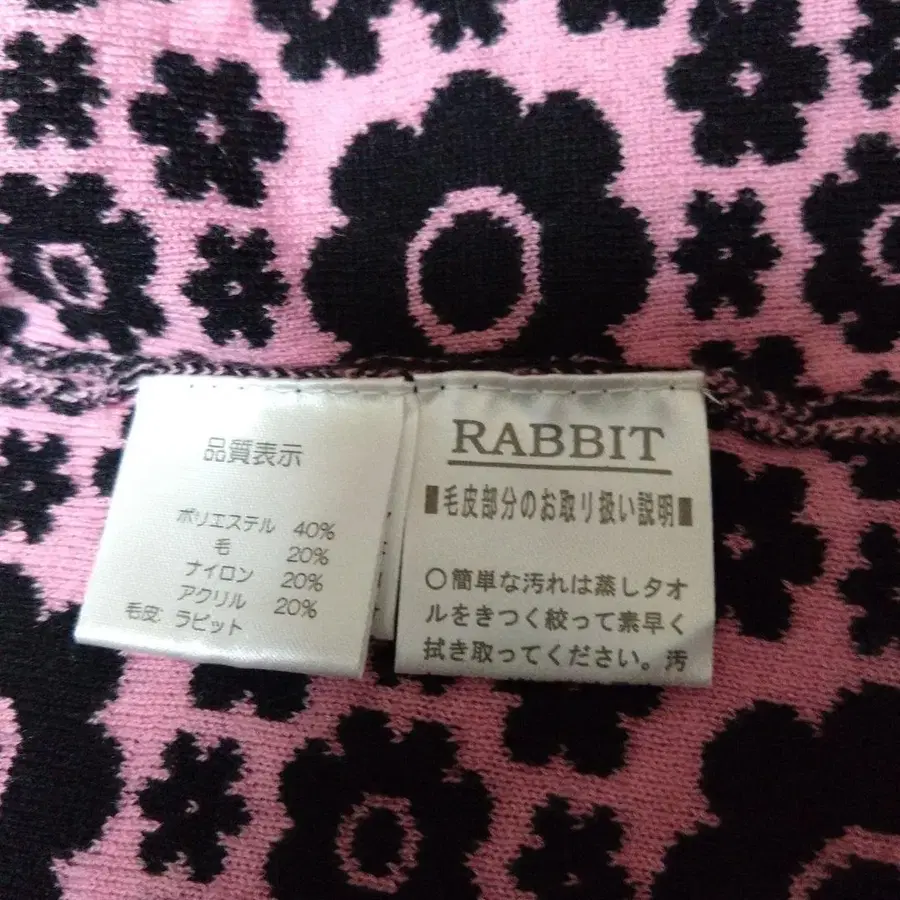 品質表示
ポリエステル 40%
毛 20%
ナイロン 20%
アクリル 20%
毛皮: ラビット
RABBIT
■毛皮部分のお取り扱い説明■
○簡単な汚れは蒸しタオ
ルをきつく絞って素早く
拭き取ってください。汚